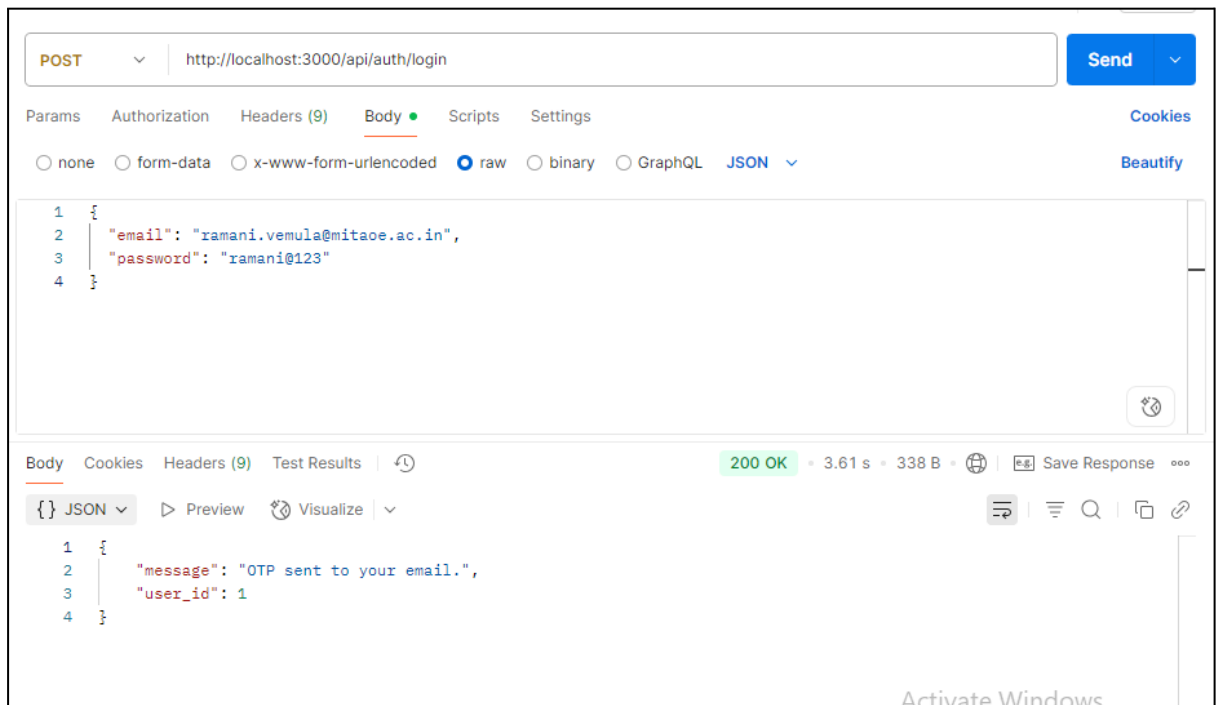 POST http://localhost:3000/api/auth/login Send
Params Authorization Headers (9) Body Scripts Settings Cookies
none form-data x-www-form-urlencoded raw binary GraphQL JSON Beautify
1 {
2 "email": "ramani.vemula@mitaoe.ac.in",
3 "password": "ramani@123"
4 }
Body Cookies Headers (9) Test Results 200 OK 3.61 s 338 B e.g. Save Response
{} JSON Preview Visualize
1 {
2 "message": "OTP sent to your email.",
3 "user_id": 1
4 }
Activate Windows